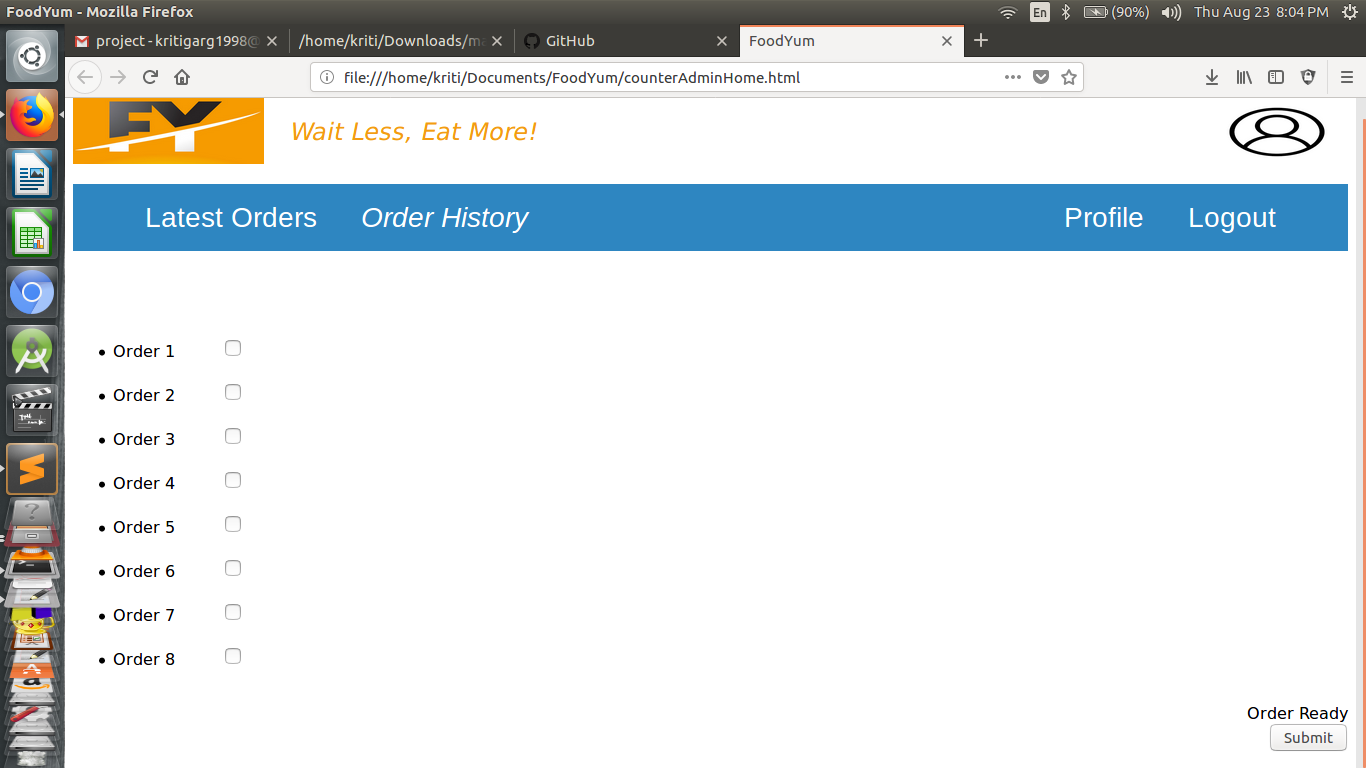 FoodYum - Mozilla Firefox
En
(90%)
Thu Aug 23 8:04 PM
project - kritigarg1998@
/home/kriti/Downloads/ma
GitHub
FoodYum
file:///home/kriti/Documents/FoodYum/counterAdminHome.html
FY
Wait Less, Eat More!
Latest Orders
Order History
Profile
Logout
• Order 1
• Order 2
• Order 3
• Order 4
• Order 5
• Order 6
• Order 7
• Order 8
Order Ready
Submit